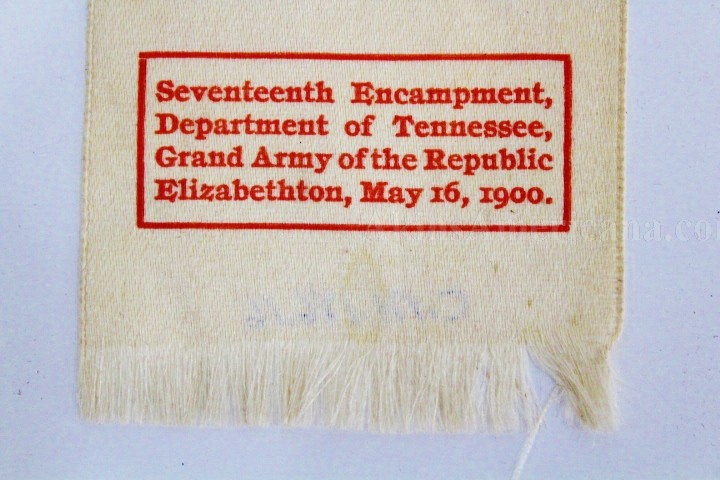 Seventeenth Encampment,
Department of Tennessee,
Grand Army of the Republic
Elizabethton, May 16, 1900.